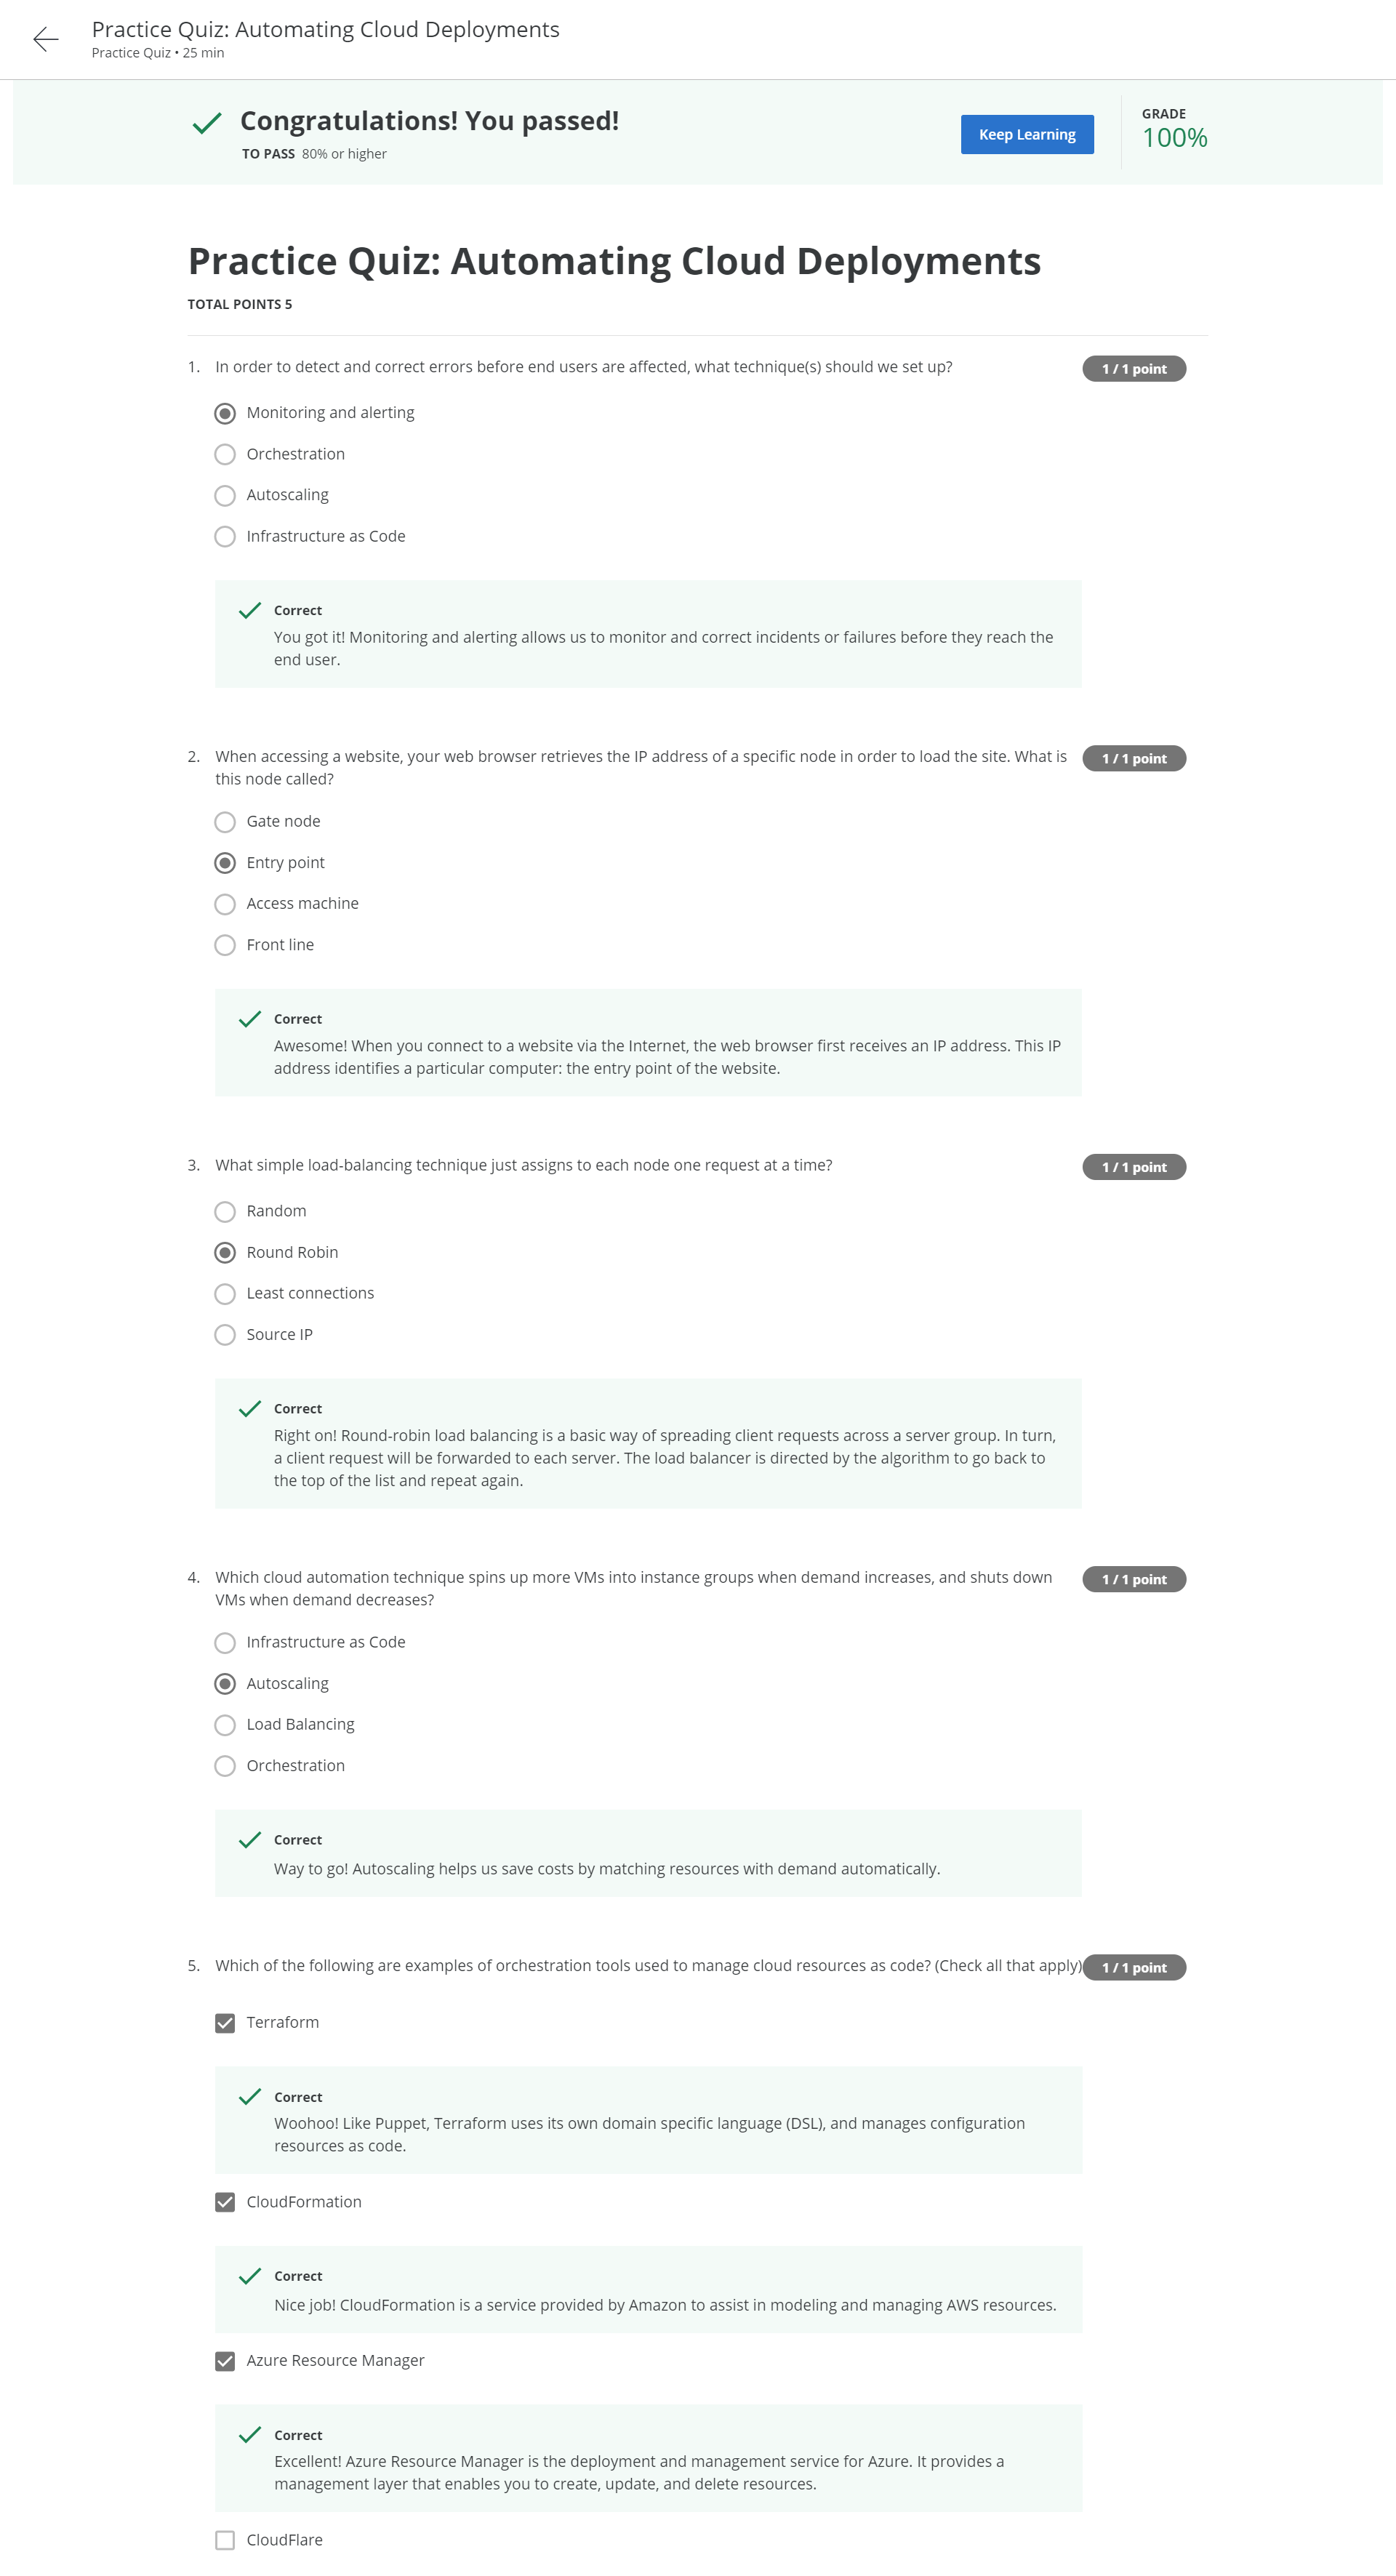 Practice Quiz: Automating Cloud Deployments
Practice Quiz • 25 min
Congratulations! You passed!
TO PASS 80% or higher
Keep Learning
GRADE
100%
Practice Quiz: Automating Cloud Deployments
TOTAL POINTS 5
1. In order to detect and correct errors before end users are affected, what technique(s) should we set up?
1 / 1 point
Monitoring and alerting
Orchestration
Autoscaling
Infrastructure as Code
Correct
You got it! Monitoring and alerting allows us to monitor and correct incidents or failures before they reach the
end user.
2. When accessing a website, your web browser retrieves the IP address of a specific node in order to load the site. What is
this node called?
1 / 1 point
Gate node
Entry point
Access machine
Front line
Correct
Awesome! When you connect to a website via the Internet, the web browser first receives an IP address. This IP
address identifies a particular computer: the entry point of the website.
3. What simple load-balancing technique just assigns to each node one request at a time?
1 / 1 point
Random
Round Robin
Least connections
Source IP
Correct
Right on! Round-robin load balancing is a basic way of spreading client requests across a server group. In turn,
a client request will be forwarded to each server. The load balancer is directed by the algorithm to go back to
the top of the list and repeat again.
4. Which cloud automation technique spins up more VMs into instance groups when demand increases, and shuts down
VMs when demand decreases?
1 / 1 point
Infrastructure as Code
Autoscaling
Load Balancing
Orchestration
Correct
Way to go! Autoscaling helps us save costs by matching resources with demand automatically.
5. Which of the following are examples of orchestration tools used to manage cloud resources as code? (Check all that apply)
1 / 1 point
Terraform
Correct
Woohoo! Like Puppet, Terraform uses its own domain specific language (DSL), and manages configuration
resources as code.
CloudFormation
Correct
Nice job! CloudFormation is a service provided by Amazon to assist in modeling and managing AWS resources.
Azure Resource Manager
Correct
Excellent! Azure Resource Manager is the deployment and management service for Azure. It provides a
management layer that enables you to create, update, and delete resources.
CloudFlare